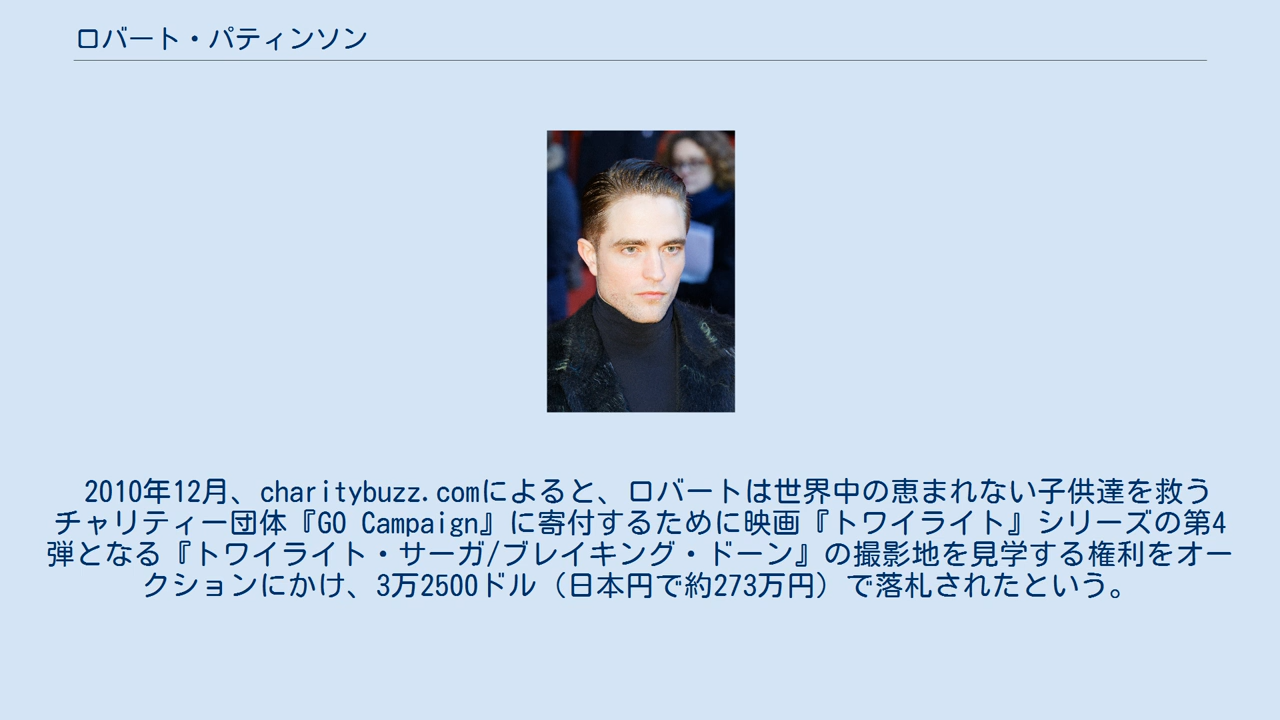 ロバート・パティンソン
2010年12月、charitybuzz.comによると、ロバートは世界中の恵まれない子供達を救う
チャリティー団体『GO Campaign』に寄付するために映画『トワイライト』シリーズの第4
弾となる『トワイライト・サーガ/ブレイキング・ドーン』の撮影地を見学する権利をオー
クションにかけ、3万2500ドル（日本円で約273万円）で落札されたという。